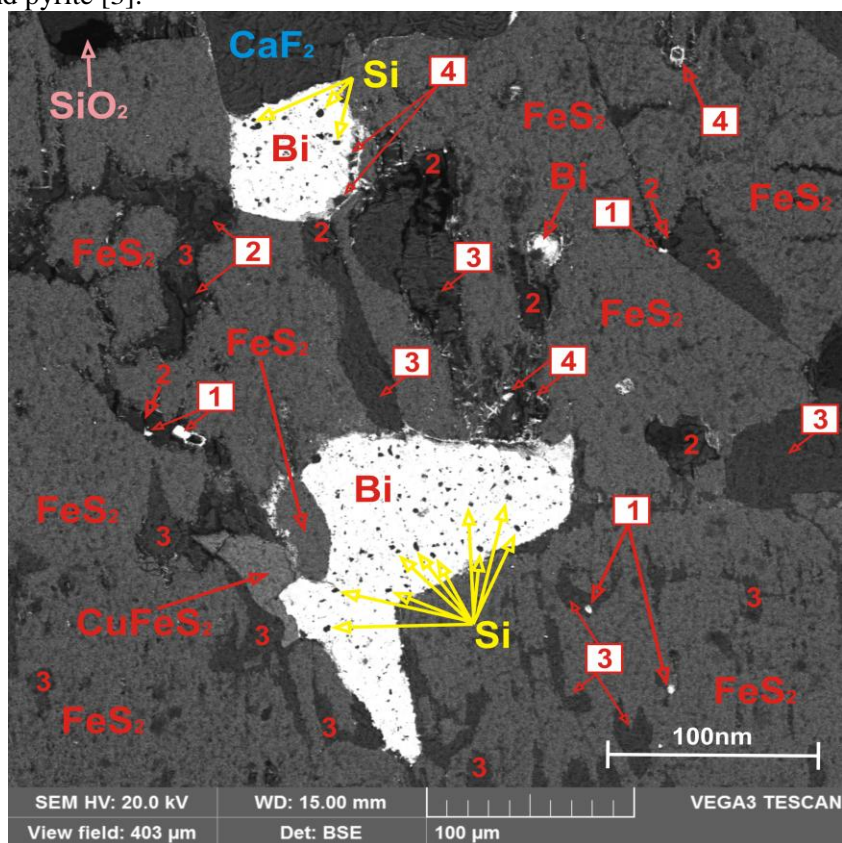 nd pyrite [3].
CaF2
SiO2
Si
4
4
Bi
FeS2
2
Bi
1
2
FeS2
FeS2
3
2
2
3
3
3
2
FeS2
FeS2
3
4
2
1
2
3
Bi
FeS2
3
1
CuFeS2
3
Si
3
3
3
FeS2
3
FeS2
3
100nm
SEM HV: 20.0 kV
WD: 15.00 mm
VEGA3 TESCAN
View field: 403 µm
Det: BSE
100 µm